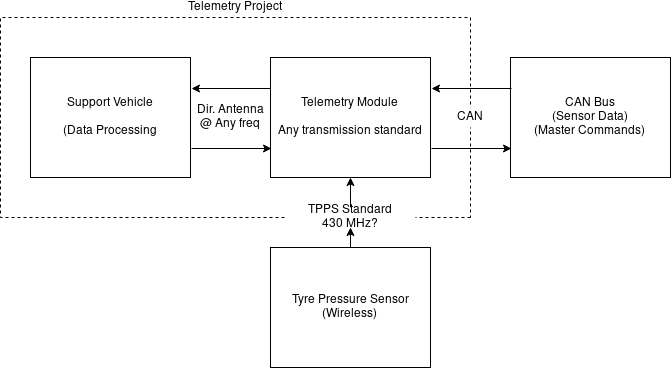 Telemetry Project
Support Vehicle
(Data Processing
Dir. Antenna
@ Any freq
Telemetry Module
Any transmission standard
CAN
CAN Bus
(Sensor Data)
(Master Commands)
TPPS Standard
430 MHz?
Tyre Pressure Sensor
(Wireless)